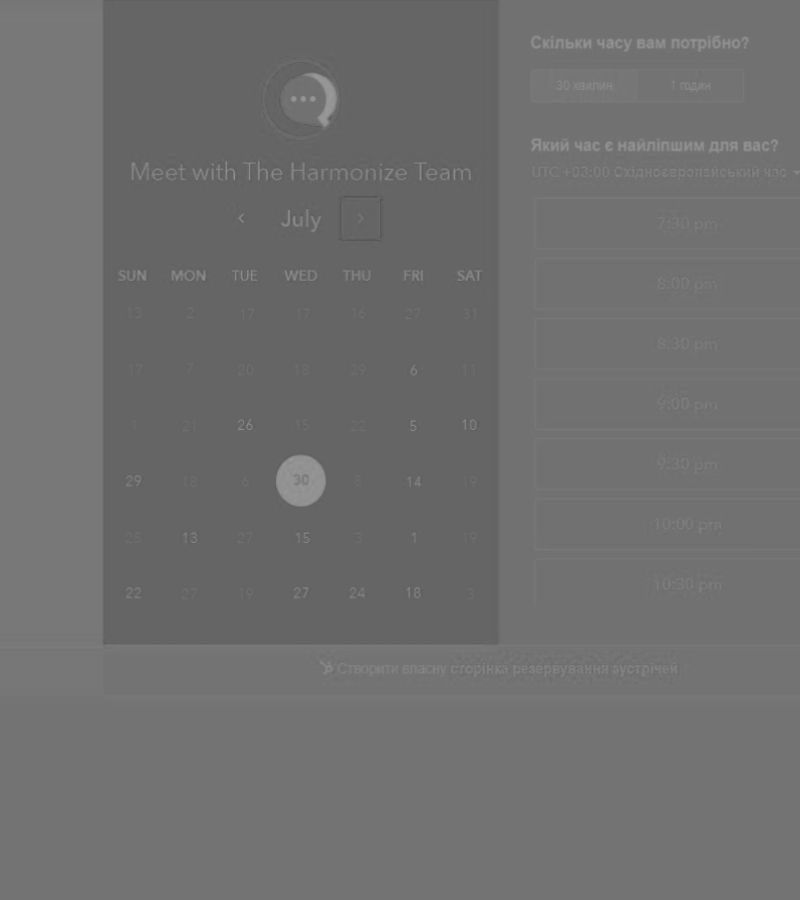 Meet with The Harmonize Team
July
SUN MON TUE WED THU FRI SAT
13 2 17 17 16 27 31
17 7 20 18 29 6 11
1 21 26 15 22 5 10
29 18 6 30 8 14 19
25 13 27 15 3 1 19
22 27 19 27 24 18 3
Скільки часу вам потрібно?
30 хвилин 1 годин
Який час є найліпшим для вас?
UTC +03:00 Східноєвропейський час
7:30 pm
8:00 pm
8:30 pm
9:00 pm
9:30 pm
10:00 pm
10:30 pm
Створити власну сторінка резервування зустрічей